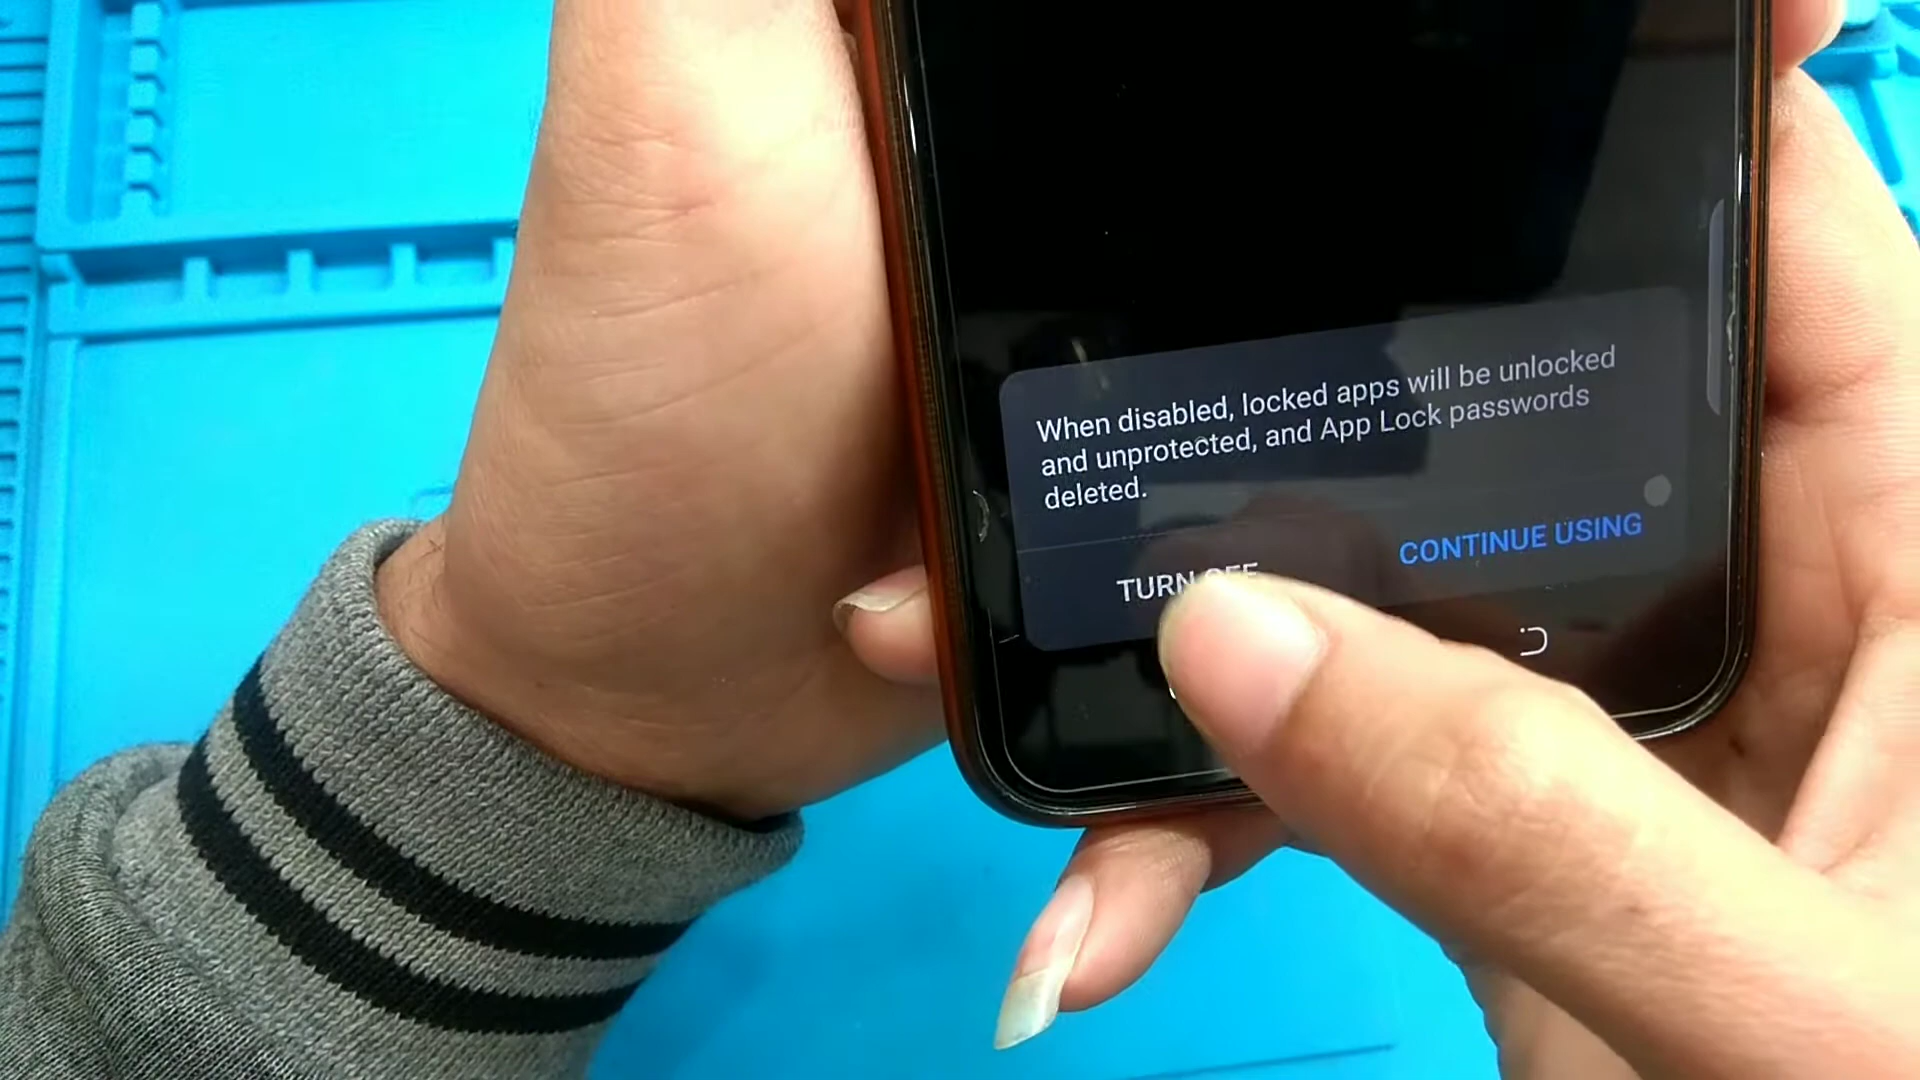 When disabled, locked apps will be unlocked
and unprotected, and App Lock passwords
deleted.
TURN OFF
CONTINUE USING